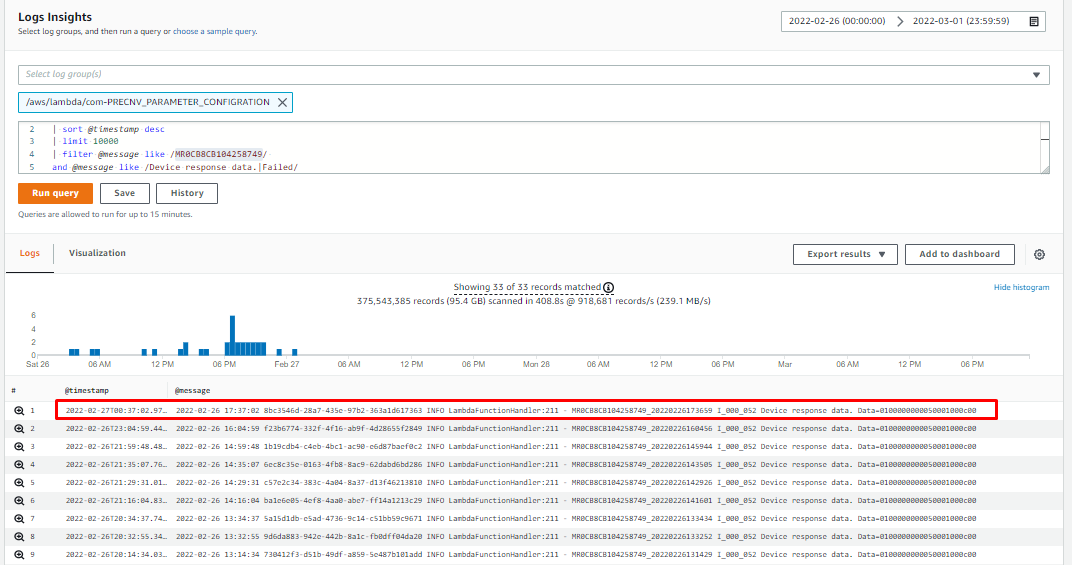 Logs Insights
Select log groups, and then run a query or choose a sample query.
2022-02-26 (00:00:00) > 2022-03-01 (23:59:59)
Select log group(s)
/aws/lambda/com-PRECNV_PARAMETER_CONFIGRATION
2 | sort @timestamp desc
3 | limit 10000
4 | filter @message like /MR0CB8CB104258749/
5 and @message like /Device response data.|Failed/
Run query Save History
Queries are allowed to run for up to 15 minutes.
Logs Visualization Export results Add to dashboard
Showing 33 of 33 records matched
375,543,385 records (95.4 GB) scanned in 408.8s @ 918,681 records/s (239.1 MB/s)
Hide histogram
6
4
2
0
Sat 26 06 AM 12 PM 06 PM Feb 27 06 AM 12 PM 06 PM Mon 28 06 AM 12 PM 06 PM Mar 06 AM 12 PM 06 PM
# @timestamp @message
1 2022-02-27T00:37:02.97... 2022-02-26 17:37:02 8bc3546d-28a7-435e-97b2-363a1d617363 INFO LambdaFunctionHandler:211 - MR0CB8CB104258749_20220226173659 I_000_052 Device response data. Data=0100000000050001000c00
2 2022-02-26T23:04:59.44... 2022-02-26 16:04:59 f23b6774-332f-4f16-ab9f-4d28655f2849 INFO LambdaFunctionHandler:211 - MR0CB8CB104258749_20220226160456 I_000_052 Device response data. Data=0100000000050001000c00
3 2022-02-26T21:59:48.48... 2022-02-26 14:59:48 1b19cdb4-c4eb-4bc1-ac90-e6d87baef0c2 INFO LambdaFunctionHandler:211 - MR0CB8CB104258749_20220226145944 I_000_052 Device response data. Data=0100000000050001000c00
4 2022-02-26T21:35:07.76... 2022-02-26 14:35:07 6ec8c35e-0163-4fb8-8ac9-62dabd6bd286 INFO LambdaFunctionHandler:211 - MR0CB8CB104258749_20220226143505 I_000_052 Device response data. Data=0100000000050001000c00
5 2022-02-26T21:29:31.01... 2022-02-26 14:29:31 c57e2c34-383c-4a04-8a37-d13f46213810 INFO LambdaFunctionHandler:211 - MR0CB8CB104258749_20220226142926 I_000_052 Device response data. Data=0100000000050001000c00
6 2022-02-26T21:16:04.83... 2022-02-26 14:16:04 ba1e6e05-4ef8-4aa0-abe7-ff14a1213c29 INFO LambdaFunctionHandler:211 - MR0CB8CB104258749_20220226141601 I_000_052 Device response data. Data=0100000000050001000c00
7 2022-02-26T20:34:37.74... 2022-02-26 13:34:37 5a15d1db-e5ad-4736-9c14-c51bb59c9671 INFO LambdaFunctionHandler:211 - MR0CB8CB104258749_20220226133434 I_000_052 Device response data. Data=0100000000050001000c00
8 2022-02-26T20:32:55.34... 2022-02-26 13:32:55 9d6da883-942e-442b-8a1c-fb0dff04da20 INFO LambdaFunctionHandler:211 - MR0CB8CB104258749_20220226133252 I_000_052 Device response data. Data=0100000000050001000c00
9 2022-02-26T20:14:34.03... 2022-02-26 13:14:34 730412f3-d51b-49df-a859-5e487b101add INFO LambdaFunctionHandler:211 - MR0CB8CB104258749_20220226131429 I_000_052 Device response data. Data=0100000000050001000c00